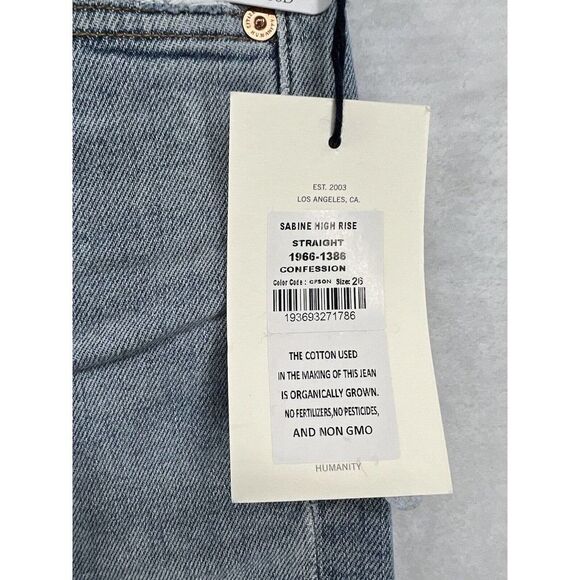 EST. 2003
LOS ANGELES, CA.
SABINE HIGH RISE
STRAIGHT
1966-1386
CONFESSION
Color Code : CFSON Size: 26
193693271786
THE COTTON USED
IN THE MAKING OF THIS JEAN
IS ORGANICALLY GROWN.
NO FERTILIZERS,NO PESTICIDES,
AND NON GMO
HUMANITY